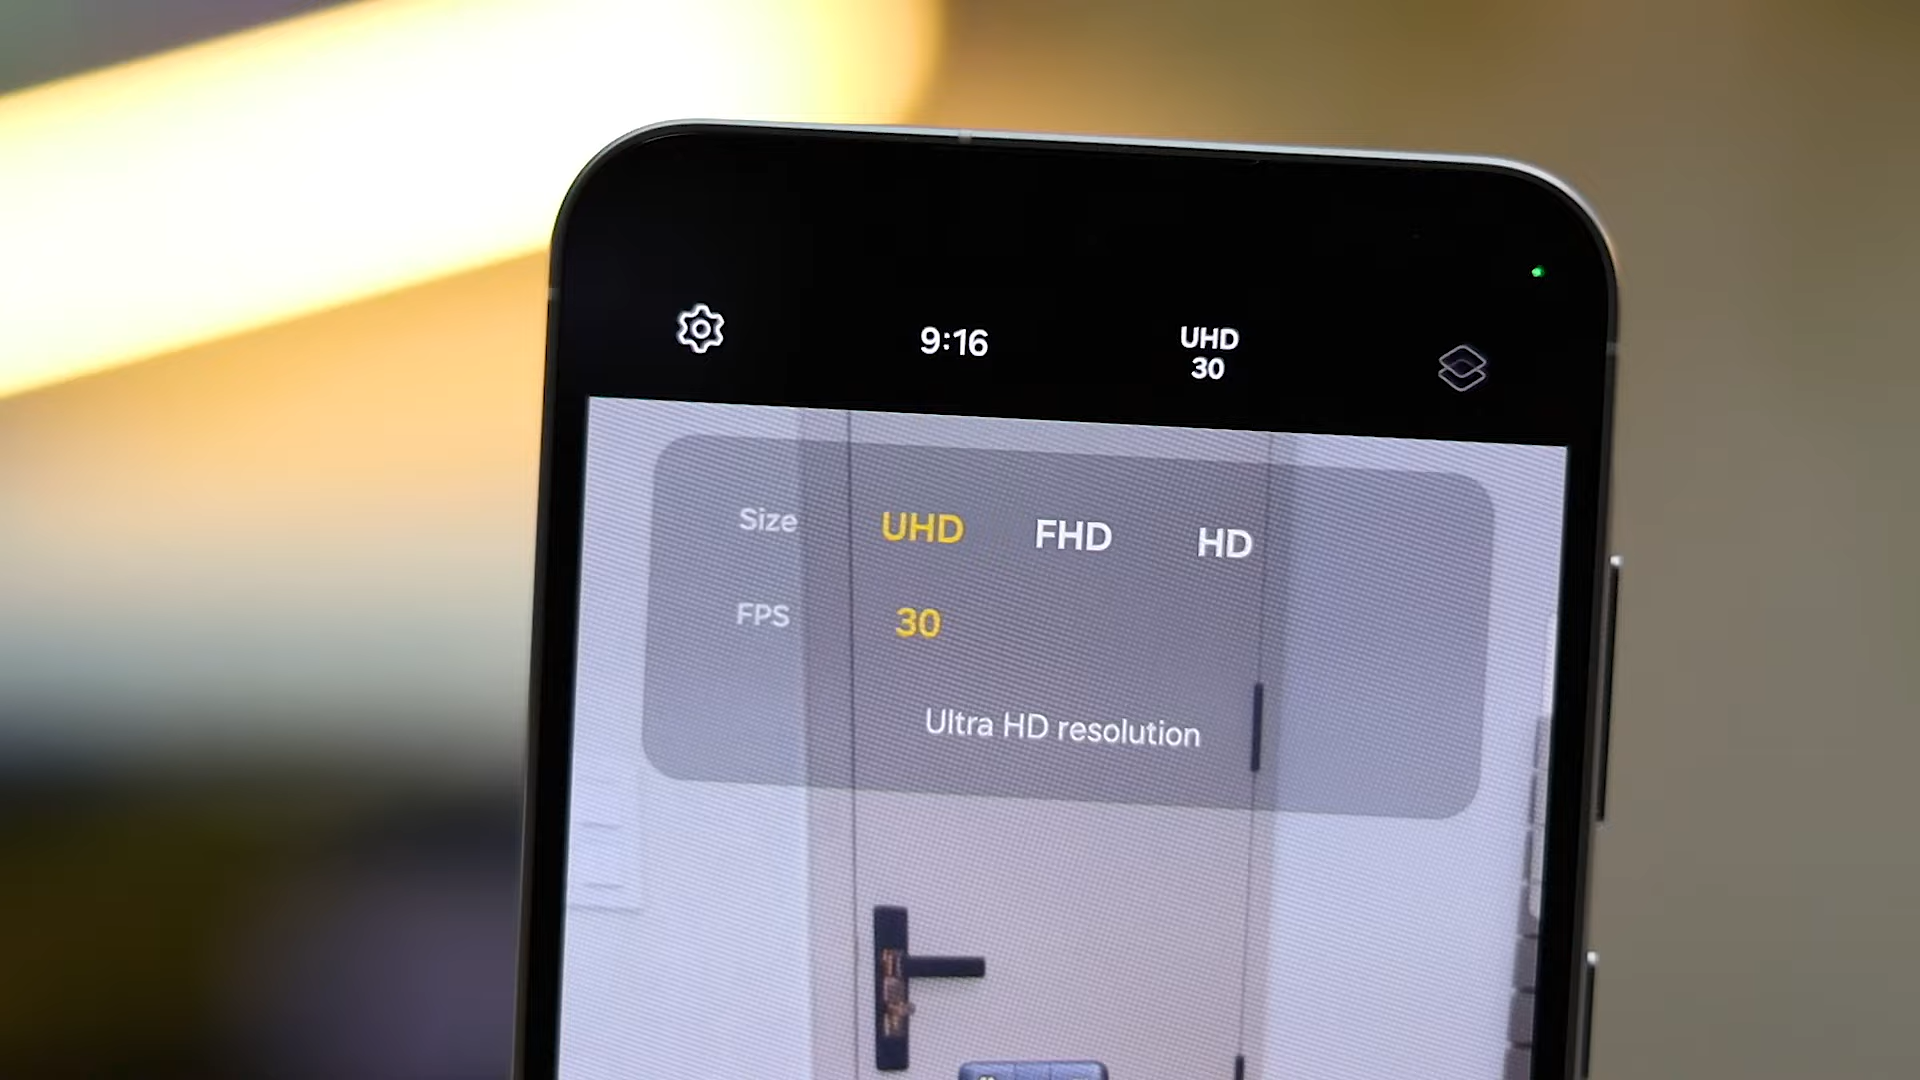 9:16
UHD
30
Size UHD FHD HD
FPS 30
Ultra HD resolution